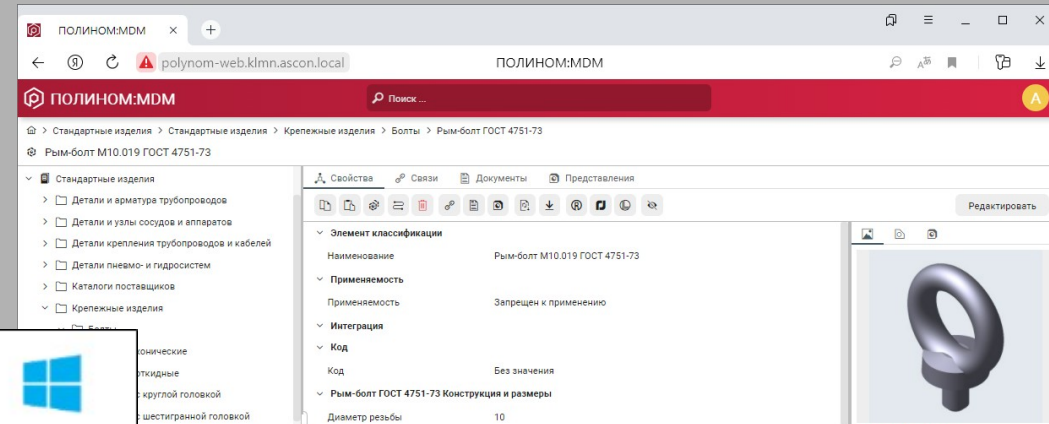 ПОЛИНОМ:MDM
polynom-web.klmn.ascon.local ПОЛИНОМ:MDM
ПОЛИНОМ:MDM Поиск ... А
Стандартные изделия > Стандартные изделия > Крепежные изделия > Болты > Рым-болт ГОСТ 4751-73
Рым-болт М10.019 ГОСТ 4751-73
Стандартные изделия
Детали и арматура трубопроводов
Детали и узлы сосудов и аппаратов
Детали крепления трубопроводов и кабелей
Детали пневмо- и гидросистем
Каталоги поставщиков
Крепежные изделия
Болты
конические
откидные
с круглой головкой
с шестигранной головкой
Свойства Связи Документы Представления
Редактировать
Элемент классификации
Наименование Рым-болт М10.019 ГОСТ 4751-73
Применяемость
Применяемость Запрещен к применению
Интеграция
Код
Код Без значения
Рым-болт ГОСТ 4751-73 Конструкция и размеры
Диаметр резьбы 10